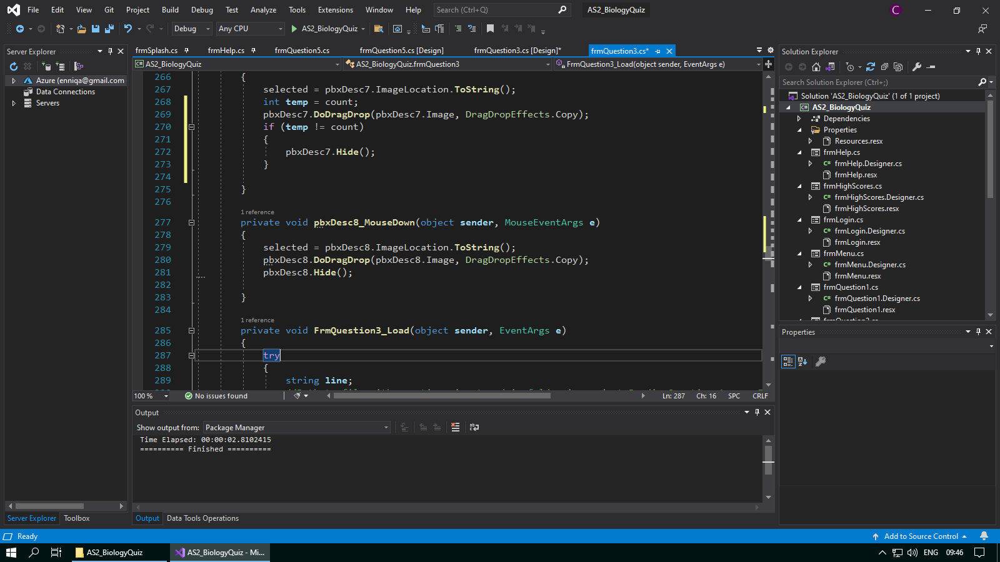 File Edit View Git Project Build Debug Test Analyze Tools Extensions Window Help Search (Ctrl+Q) AS2_BiologyQuiz C
Debug Any CPU AS2_BiologyQuiz
Server Explorer
Azure (enniqa@gmail.com
Data Connections
Servers
Server Explorer Toolbox
frmSplash.cs frmHelp.cs frmQuestion5.cs frmQuestion5.cs [Design] frmQuestion3.cs [Design]* frmQuestion3.cs*
AS2_BiologyQuiz AS2_BiologyQuiz.frmQuestion3 FrmQuestion3_Load(object sender, EventArgs e)
266 {
267 selected = pbxDesc7.ImageLocation.ToString();
268 int temp = count;
269 pbxDesc7.DoDragDrop(pbxDesc7.Image, DragDropEffects.Copy);
270 if (temp != count)
271 {
272 pbxDesc7.Hide();
273 }
274
275 }
276
1 reference
277 private void pbxDesc8_MouseDown(object sender, MouseEventArgs e)
278 {
279 selected = pbxDesc8.ImageLocation.ToString();
280 pbxDesc8.DoDragDrop(pbxDesc8.Image, DragDropEffects.Copy);
281 pbxDesc8.Hide();
282
283 }
284
1 reference
285 private void FrmQuestion3_Load(object sender, EventArgs e)
286 {
287 try
288 {
289 string line;
100 % No issues found Ln: 287 Ch: 16 SPC CRLF
Output
Show output from: Package Manager
Time Elapsed: 00:00:02.8102415
========== Finished ==========
Output Data Tools Operations
Solution Explorer
Search Solution Explorer (Ctrl+;)
Solution 'AS2_BiologyQuiz' (1 of 1 project)
C# AS2_BiologyQuiz
Dependencies
Properties
Resources.resx
frmHelp.cs
C# frmHelp.Designer.cs
frmHelp.resx
frmHighScores.cs
C# frmHighScores.Designer.cs
frmHighScores.resx
frmLogin.cs
C# frmLogin.Designer.cs
frmLogin.resx
frmMenu.cs
C# frmMenu.Designer.cs
frmMenu.resx
frmQuestion1.cs
C# frmQuestion1.Designer.cs
frmQuestion1.resx
Properties
Ready Add to Source Control
AS2_BiologyQuiz AS2_BiologyQuiz - Mi... ENG 09:46